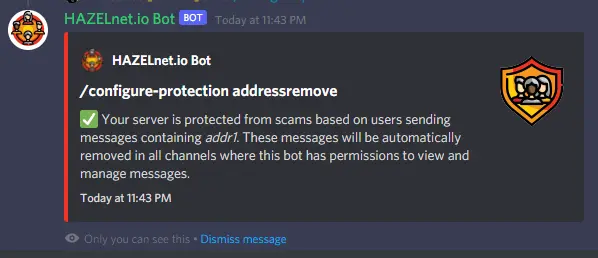 HAZELnet.io Bot BOT Today at 11:43 PM
HAZELnet.io Bot
/configure-protection addressremove
✅ Your server is protected from scams based on users sending
messages containing addr1. These messages will be automatically
removed in all channels where this bot has permissions to view and
manage messages.
Today at 11:43 PM
Only you can see this • Dismiss message